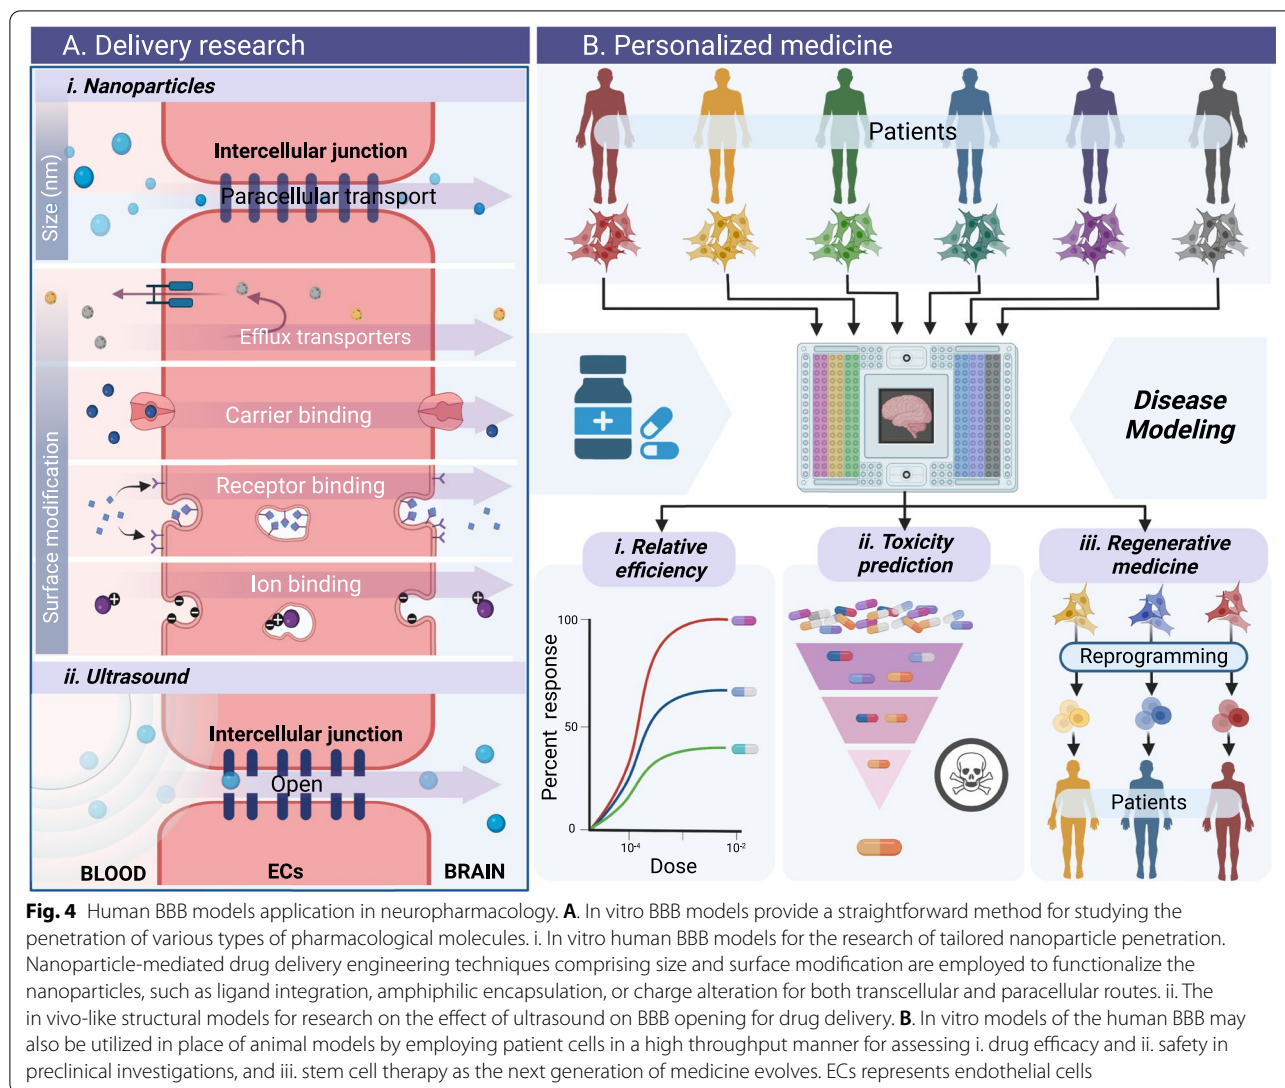 A. Delivery research
i. Nanoparticles
Size (nm)
Intercellular junction
Paracellular transport
Surface modification
Efflux transporters
Carrier binding
Receptor binding
Ion binding
ii. Ultrasound
Intercellular junction
Open
BLOOD
ECs
BRAIN
B. Personalized medicine
Patients
Disease
Modeling
i. Relative
efficiency
Percent response
100
50
0
10-4
10-2
Dose
ii. Toxicity
prediction
iii. Regenerative
medicine
Reprogramming
Patients
Fig. 4 Human BBB models application in neuropharmacology. A. In vitro BBB models provide a straightforward method for studying the
penetration of various types of pharmacological molecules. i. In vitro human BBB models for the research of tailored nanoparticle penetration.
Nanoparticle-mediated drug delivery engineering techniques comprising size and surface modification are employed to functionalize the
nanoparticles, such as ligand integration, amphiphilic encapsulation, or charge alteration for both transcellular and paracellular routes. ii. The
in vivo-like structural models for research on the effect of ultrasound on BBB opening for drug delivery. B. In vitro models of the human BBB may
also be utilized in place of animal models by employing patient cells in a high throughput manner for assessing i. drug efficacy and ii. safety in
preclinical investigations, and iii. stem cell therapy as the next generation of medicine evolves. ECs represents endothelial cells